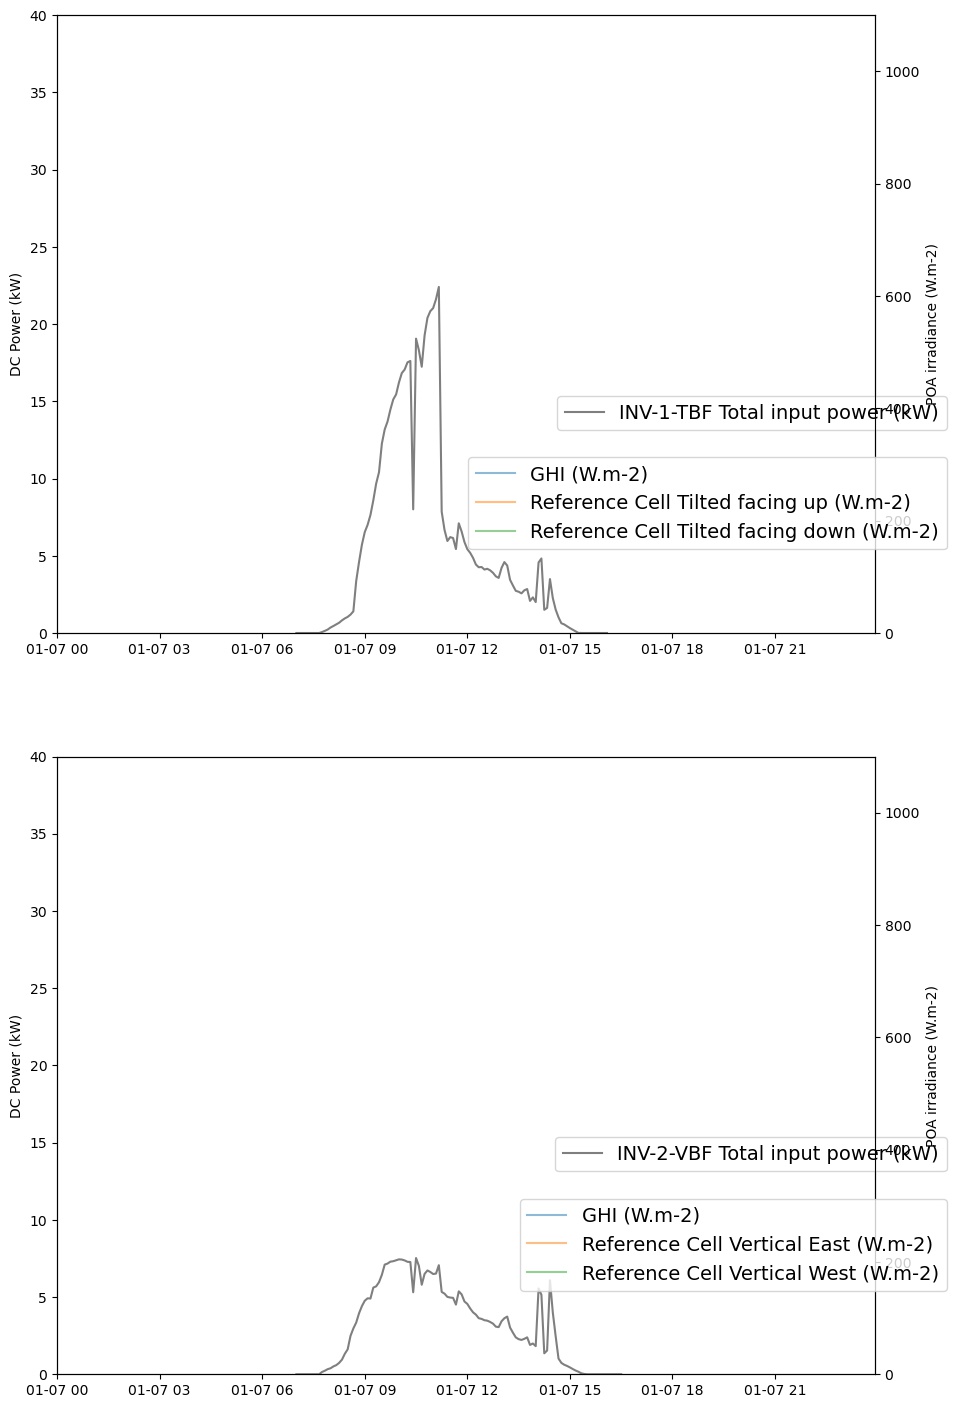 40
35
30
25
20
15
10
5
0
DC Power (kW)
1000
800
600
400
200
0
POA irradiance (W.m-2)
INV-1-TBF Total input power (kW)
GHI (W.m-2)
Reference Cell Tilted facing up (W.m-2)
Reference Cell Tilted facing down (W.m-2)
01-07 00 01-07 03 01-07 06 01-07 09 01-07 12 01-07 15 01-07 18 01-07 21
40
35
30
25
20
15
10
5
0
DC Power (kW)
1000
800
600
400
200
0
POA irradiance (W.m-2)
INV-2-VBF Total input power (kW)
GHI (W.m-2)
Reference Cell Vertical East (W.m-2)
Reference Cell Vertical West (W.m-2)
01-07 00 01-07 03 01-07 06 01-07 09 01-07 12 01-07 15 01-07 18 01-07 21